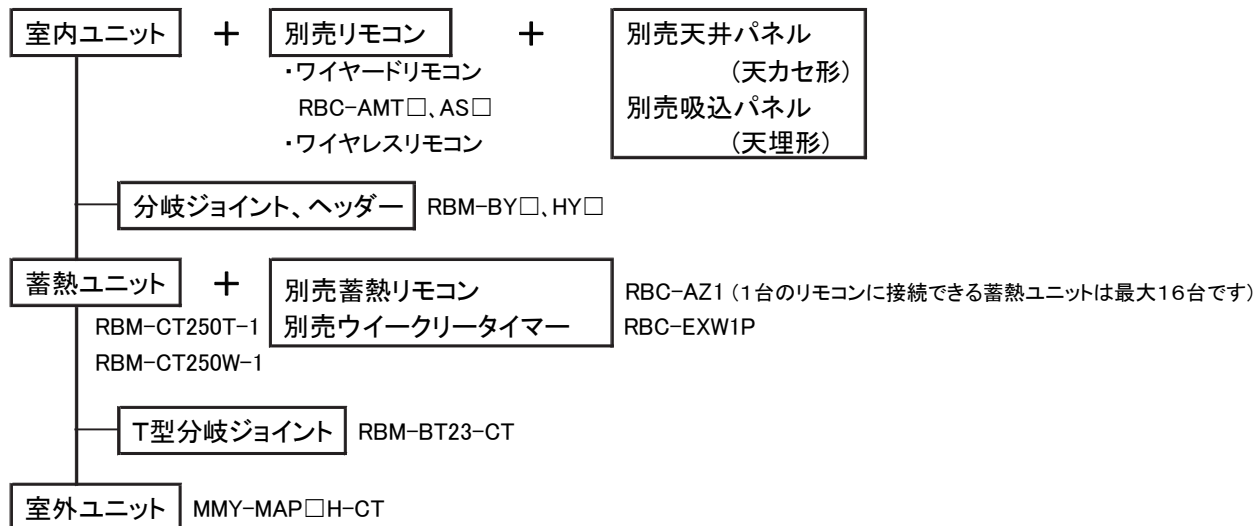 室内ユニット ＋ 別売リモコン ＋ 別売天井パネル
・ワイヤードリモコン （天カセ形）
RBC-AMT□、AS□ 別売吸込パネル
・ワイヤレスリモコン （天埋形）
分岐ジョイント、ヘッダー RBM-BY□、HY□
蓄熱ユニット ＋ 別売蓄熱リモコン RBC-AZ1（１台のリモコンに接続できる蓄熱ユニットは最大１６台です）
RBM-CT250T-1 別売ウイークリータイマー RBC-EXW1P
RBM-CT250W-1
T型分岐ジョイント RBM-BT23-CT
室外ユニット MMY-MAP□H-CT